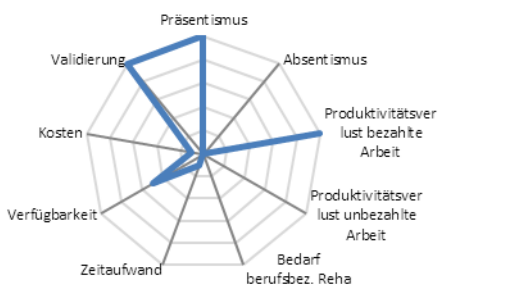 Präsentismus
Absentismus
Produktivitätsver
lust bezahlte
Arbeit
Produktivitätsver
lust unbezahlte
Arbeit
Bedarf
berufsbez. Reha
Zeitaufwand
Verfügbarkeit
Kosten
Validierung